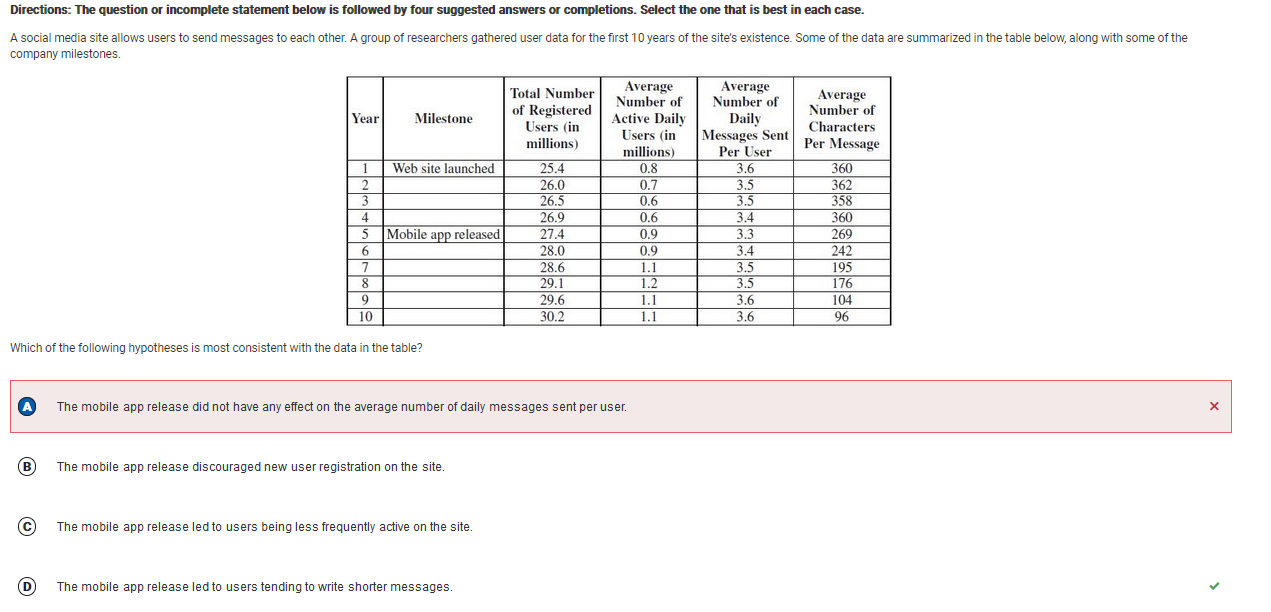 Directions: The question or incomplete statement below is followed by four suggested answers or completions. Select the one that is best in each case.
A social media site allows users to send messages to each other. A group of researchers gathered user data for the first 10 years of the site's existence. Some of the data are summarized in the table below, along with some of the
company milestones.
Year Milestone Total Number of Registered Users (in millions) Average Number of Active Daily Users (in millions) Average Number of Daily Messages Sent Per User Average Number of Characters Per Message
1 Web site launched 25.4 0.8 3.6 360
2 26.0 0.7 3.5 362
3 26.5 0.6 3.5 358
4 26.9 0.6 3.4 360
5 Mobile app released 27.4 0.9 3.3 269
6 28.0 0.9 3.4 242
7 28.6 1.1 3.5 195
8 29.1 1.2 3.5 176
9 29.6 1.1 3.6 104
10 30.2 1.1 3.6 96
Which of the following hypotheses is most consistent with the data in the table?
A The mobile app release did not have any effect on the average number of daily messages sent per user.
B The mobile app release discouraged new user registration on the site.
C The mobile app release led to users being less frequently active on the site.
D The mobile app release led to users tending to write shorter messages.